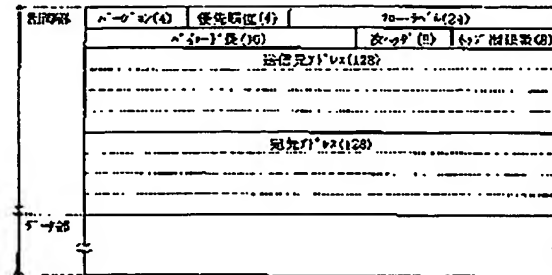 制御部
バージョン(4) 優先順位(4) フローラベル(24)
ペイロード長(16) 次ヘッダ(8) ホップ制限数(8)
送信元アドレス(128)
宛先アドレス(128)
データ部